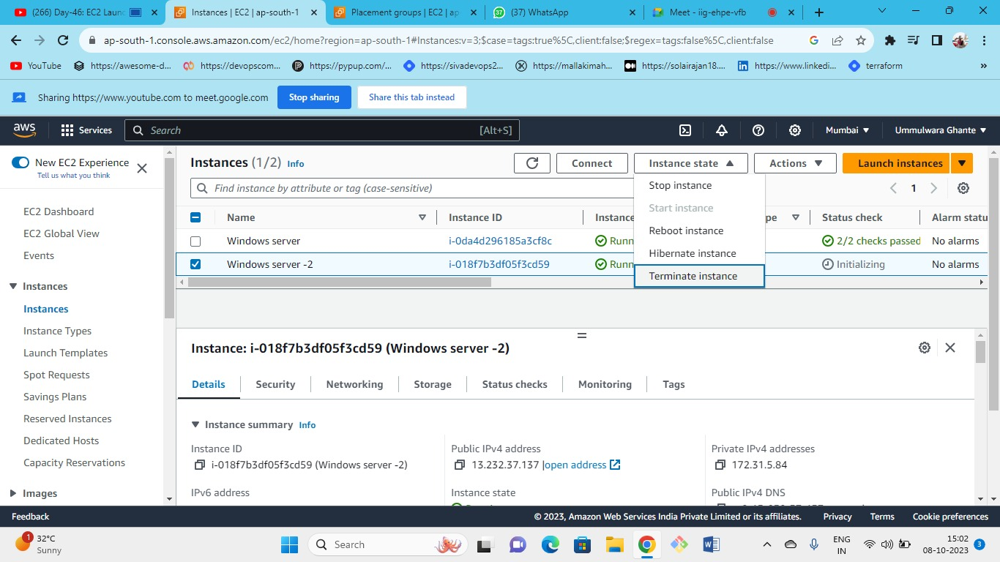 (266) Day-46: EC2 Launc
Instances | EC2 | ap-south-1
Placement groups | EC2 | ap
(37) WhatsApp
Meet - iig-ehpe-vfb
ap-south-1.console.aws.amazon.com/ec2/home?region=ap-south-1#Instances:v=3;$case=tags:true%5C,client:false;$regex=tags:false%5C,client:false
YouTube https://awesome-d... https://devopscom... https://pypup.com/... https://sivadevops2... https://mallakimah... https://solairajan18.... https://www.linkedi... terraform
Sharing https://www.youtube.com to meet.google.com Stop sharing Share this tab instead
aws Services Search [Alt+S] Mumbai Ummulwara Ghante
New EC2 Experience
Tell us what you think
EC2 Dashboard
EC2 Global View
Events
Instances
Instances
Instance Types
Launch Templates
Spot Requests
Savings Plans
Reserved Instances
Dedicated Hosts
Capacity Reservations
Images
Instances (1/2) Info Connect Instance state Actions Launch instances
Find instance by attribute or tag (case-sensitive) 1
Stop instance
Start instance
Reboot instance
Hibernate instance
Terminate instance
Name Instance ID Instance pe Status check Alarm statu
Windows server i-0da4d296185a3cf8c Runn 2/2 checks passed No alarms
Windows server -2 i-018f7b3df05f3cd59 Runn Initializing No alarms
Instance: i-018f7b3df05f3cd59 (Windows server -2)
Details Security Networking Storage Status checks Monitoring Tags
Instance summary Info
Instance ID
i-018f7b3df05f3cd59 (Windows server -2)
Public IPv4 address
13.232.37.137 |open address
Private IPv4 addresses
172.31.5.84
IPv6 address
Instance state
Public IPv4 DNS
Feedback © 2023, Amazon Web Services India Private Limited or its affiliates. Privacy Terms Cookie preferences
1
32°C
Sunny
Search
ENG
IN
15:02
08-10-2023
3